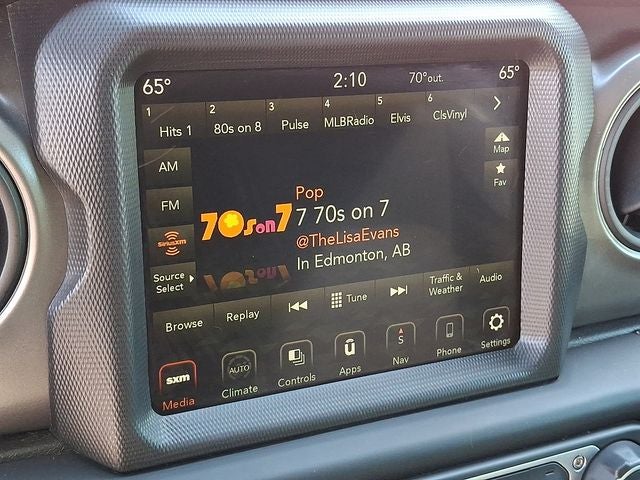 65° 2:10 70°out. 65°
1 Hits 1 2 80s on 8 3 Pulse 4 MLBRadio 5 Elvis 6 ClsVinyl
AM
Map
FM
Fav
SiriusXM
70s on 7
Pop
7 70s on 7
@TheLisaEvans
In Edmonton, AB
Source
Select
Browse Replay Tune Traffic &
Weather Audio
sxm AUTO u S
Media Climate Controls Apps Nav Phone Settings